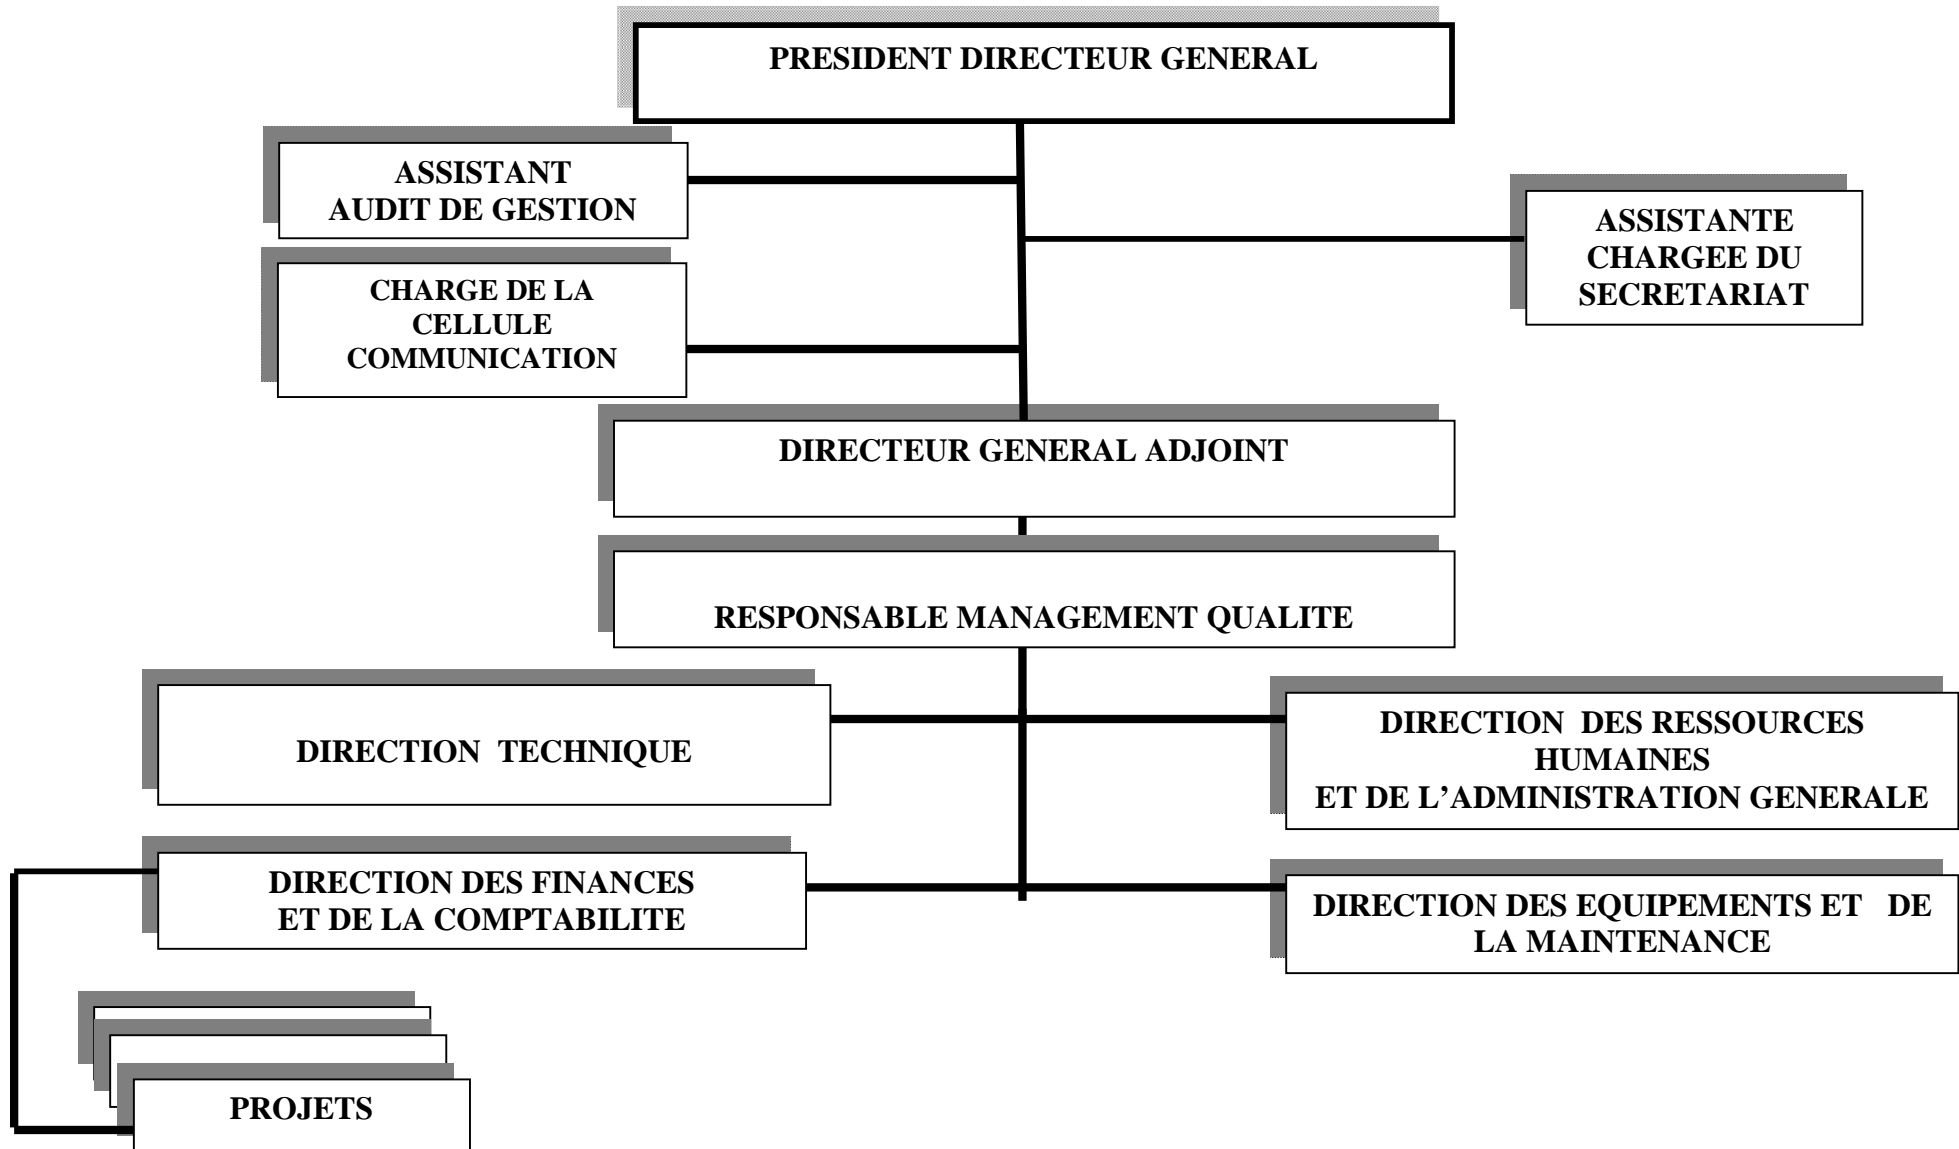 PRESIDENT DIRECTEUR GENERAL
ASSISTANT
AUDIT DE GESTION
ASSISTANTE
CHARGEE DU
SECRETARIAT
CHARGE DE LA
CELLULE
COMMUNICATION
DIRECTEUR GENERAL ADJOINT
RESPONSABLE MANAGEMENT QUALITE
DIRECTION TECHNIQUE
DIRECTION DES RESSOURCES
HUMAINES
ET DE L’ADMINISTRATION GENERALE
DIRECTION DES FINANCES
ET DE LA COMPTABILITE
DIRECTION DES EQUIPEMENTS ET DE
LA MAINTENANCE
PROJETS